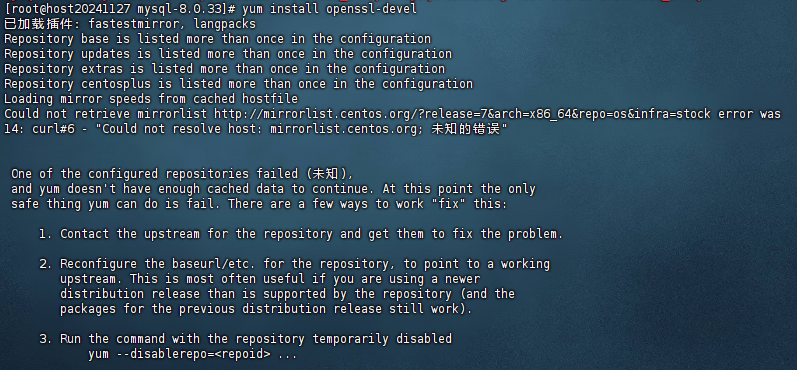 [root@host20241127 mysql-8.0.33]# yum install openssl-devel
已加载插件: fastestmirror, langpacks
Repository base is listed more than once in the configuration
Repository updates is listed more than once in the configuration
Repository extras is listed more than once in the configuration
Repository centosplus is listed more than once in the configuration
Loading mirror speeds from cached hostfile
Could not retrieve mirrorlist http://mirrorlist.centos.org/?release=7&arch=x86_64&repo=os&infra=stock error was
14: curl#6 - "Could not resolve host: mirrorlist.centos.org; 未知的错误"
One of the configured repositories failed (未知),
and yum doesn't have enough cached data to continue. At this point the only
safe thing yum can do is fail. There are a few ways to work "fix" this:
1. Contact the upstream for the repository and get them to fix the problem.
2. Reconfigure the baseurl/etc. for the repository, to point to a working
upstream. This is most often useful if you are using a newer
distribution release than is supported by the repository (and the
packages for the previous distribution release still work).
3. Run the command with the repository temporarily disabled
yum --disablerepo=<repoid> ...